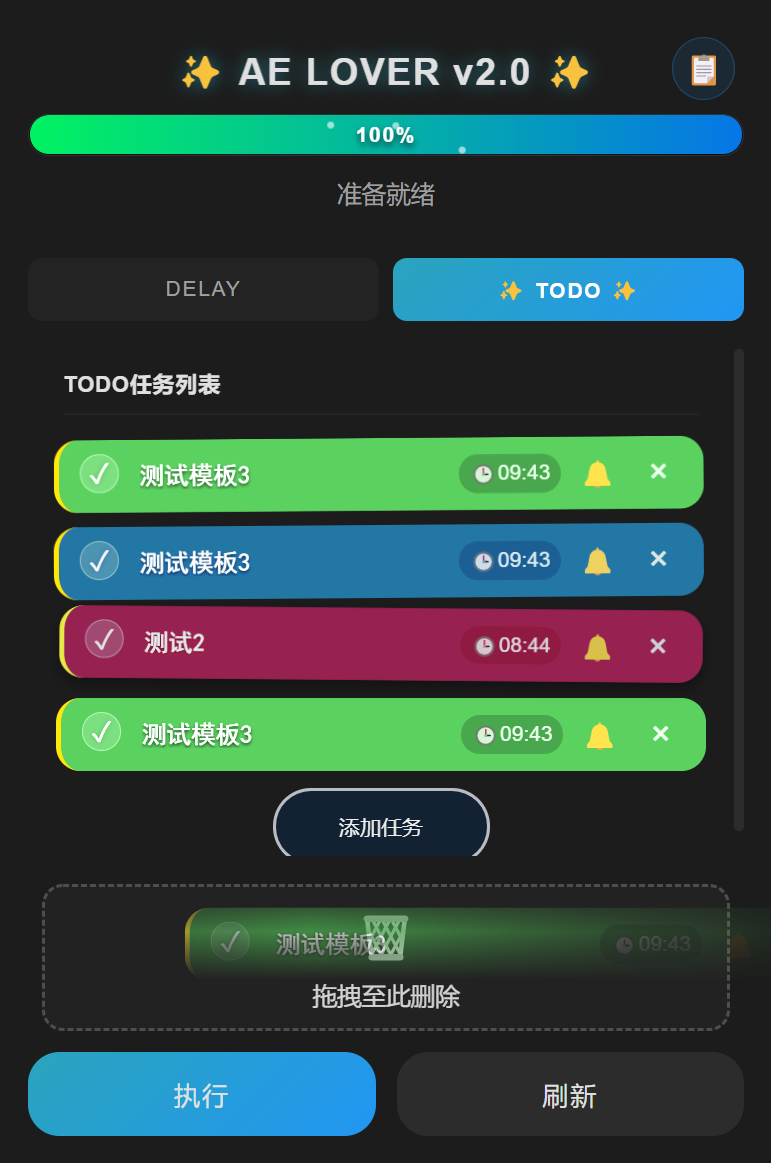 ✨ AE LOVER v2.0 ✨
100%
准备就绪
DELAY
✨ TODO ✨
TODO任务列表
测试模板3 09:43 ×
测试模板3 09:43 ×
测试2 08:44 ×
测试模板3 09:43 ×
添加任务
测试模板3 09:43
拖拽至此删除
执行
刷新